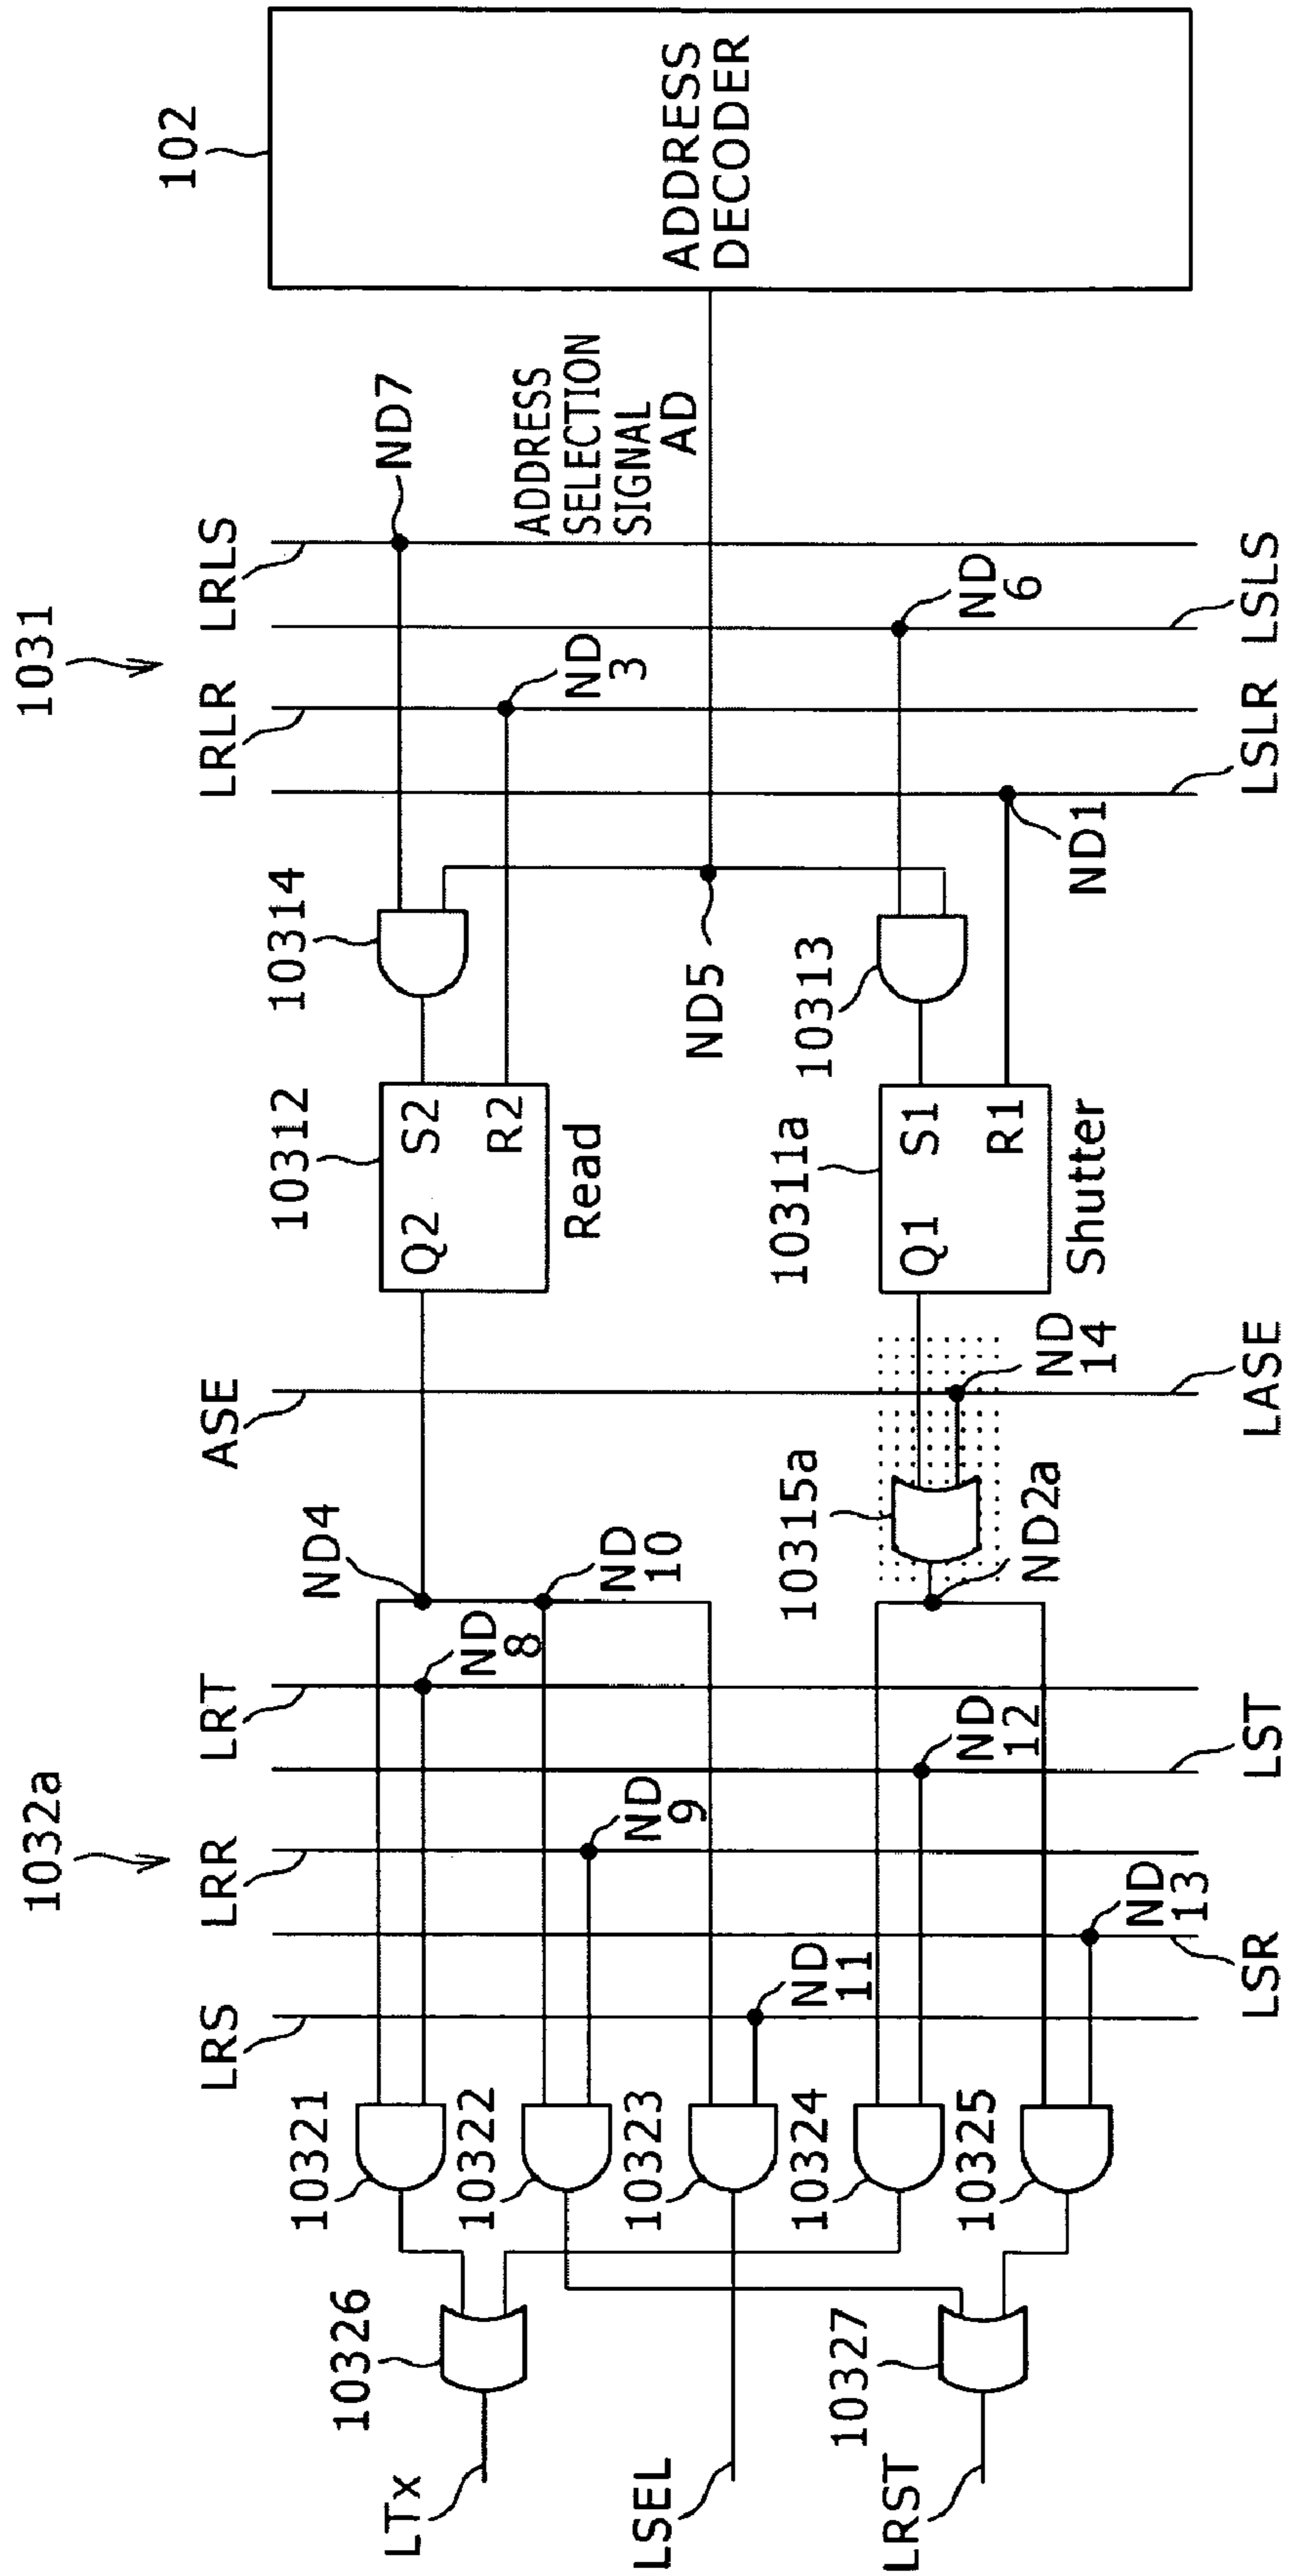 1032a
1031
LRS
LRR
LRT
ASE
LRLR
LRLS
102
10321
ND4
10312
10314
ND7
ND
8
10326
10322
ND
10
Q2 S2
R2
Read
ND
3
ADDRESS
SELECTION
SIGNAL
AD
ADDRESS
DECODER
LTx
10323
ND
9
ND5
LSEL
10324
ND
11
10315a
10311a
10313
10327
10325
ND
12
ND2a
ND
14
Q1 S1
R1
Shutter
ND
6
ND1
LRST
ND
13
LSR
LST
LASE
LSLR
LSLS